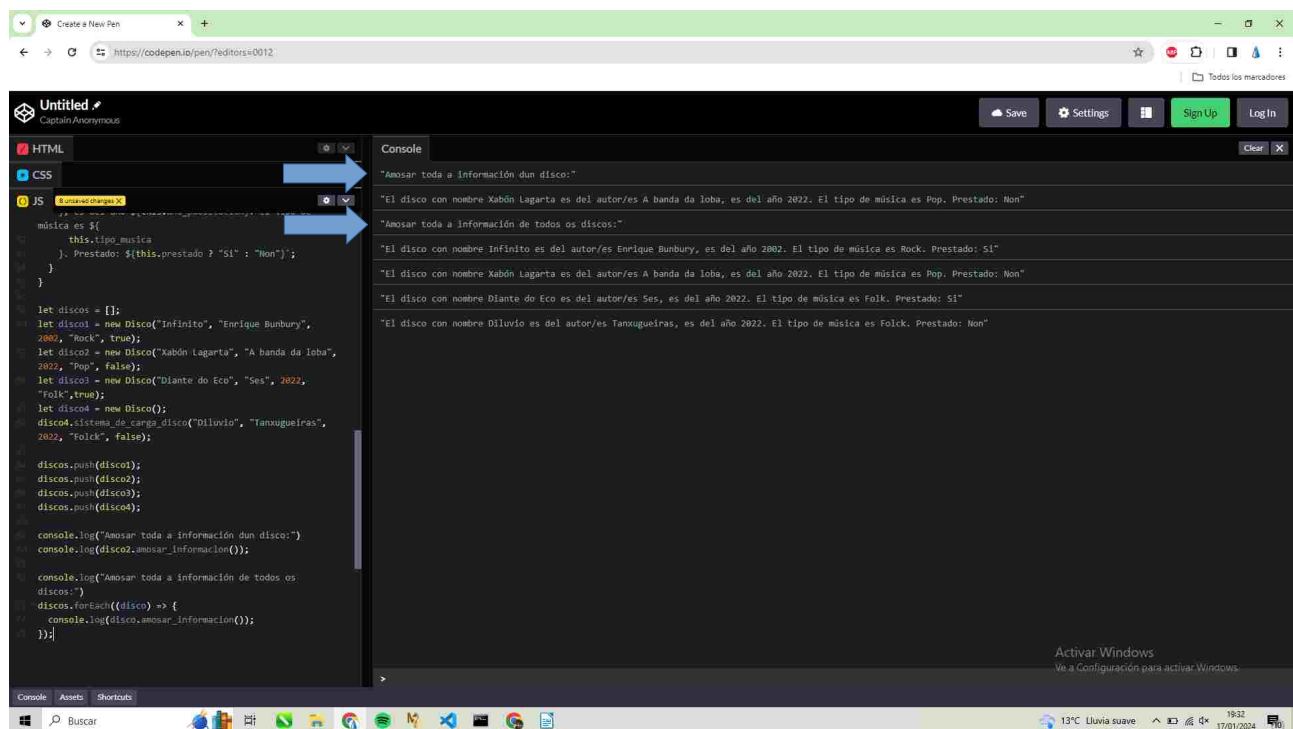 Create a New Pen
https://codepen.io/pen/?editors=0012
Todos los marcadores
Untitled
Captain Anonymous
Save
Settings
Sign Up
Log In
HTML
CSS
JS
8 unsaved changes X
música es ${
this.tipo_musica
}. Prestado: ${this.prestado ? "Si" : "Non"}`;
}
}
let discos = [];
let disco1 = new Disco("Infinito", "Enrique Bunbury",
2002, "Rock", true);
let disco2 = new Disco("Xabón Lagarta", "A banda da loba",
2022, "Pop", false);
let disco3 = new Disco("Diante do Eco", "Ses", 2022,
"Folk",true);
let disco4 = new Disco();
disco4.sistema_de_carga_disco("Diluvio", "Tanxugueiras",
2022, "Folck", false);
discos.push(disco1);
discos.push(disco2);
discos.push(disco3);
discos.push(disco4);
console.log("Amosar toda a información dun disco:")
console.log(disco2.amosar_informacion());
console.log("Amosar toda a información de todos os
discos:")
discos.forEach((disco) => {
console.log(disco.amosar_informacion());
});
Console
Clear X
"Amosar toda a información dun disco:"
"El disco con nombre Xabón Lagarta es del autor/es A banda da loba, es del año 2022. El tipo de música es Pop. Prestado: Non"
"Amosar toda a información de todos os discos:"
"El disco con nombre Infinito es del autor/es Enrique Bunbury, es del año 2002. El tipo de música es Rock. Prestado: Si"
"El disco con nombre Xabón Lagarta es del autor/es A banda da loba, es del año 2022. El tipo de música es Pop. Prestado: Non"
"El disco con nombre Diante do Eco es del autor/es Ses, es del año 2022. El tipo de música es Folk. Prestado: Si"
"El disco con nombre Diluvio es del autor/es Tanxugueiras, es del año 2022. El tipo de música es Folck. Prestado: Non"
>
Activar Windows
Ve a Configuración para activar Windows.
Console Assets Shortcuts
Buscar
13°C Lluvia suave
19:32
17/01/2024